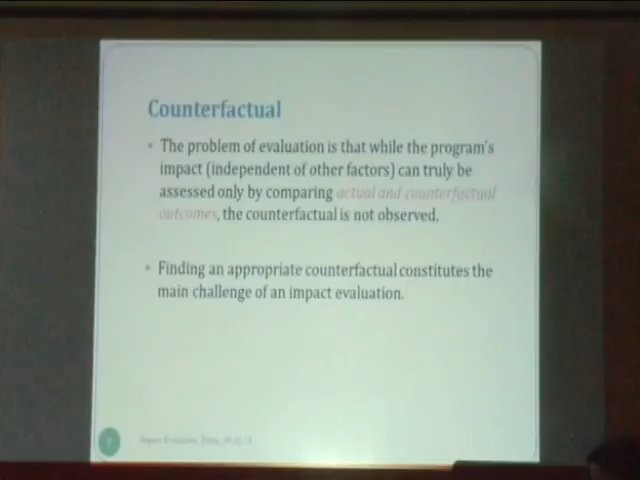 Counterfactual
• The problem of evaluation is that while the program's
impact (independent of other factors) can truly be
assessed only by comparing actual and counterfactual
outcomes, the counterfactual is not observed.
• Finding an appropriate counterfactual constitutes the
main challenge of an impact evaluation.
Impact Evaluation,